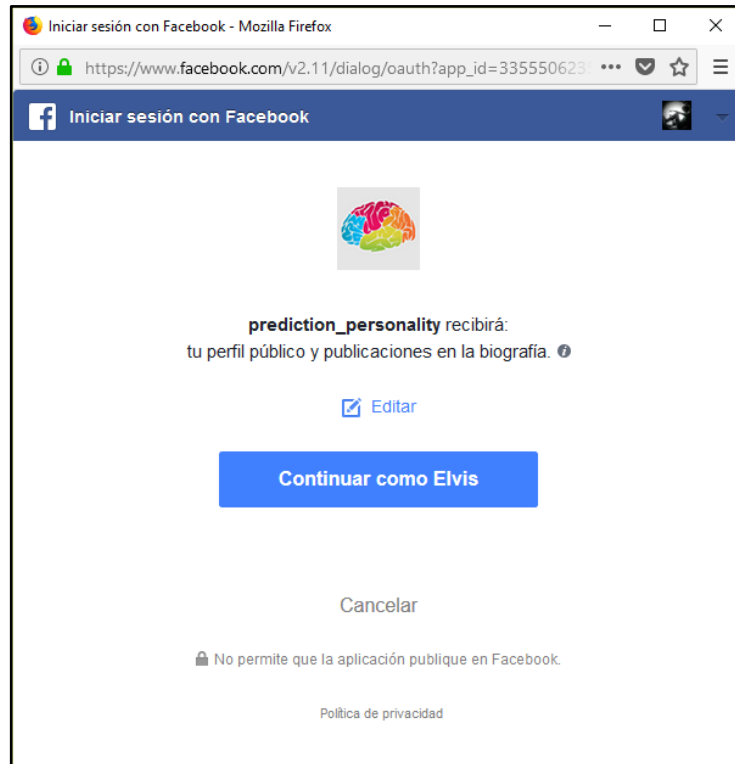 Iniciar sesión con Facebook - Mozilla Firefox
https://www.facebook.com/v2.11/dialog/oauth?app_id=335550623
Iniciar sesión con Facebook
prediction_personality recibirá:
tu perfil público y publicaciones en la biografía.
Editar
Continuar como Elvis
Cancelar
No permite que la aplicación publique en Facebook.
Política de privacidad